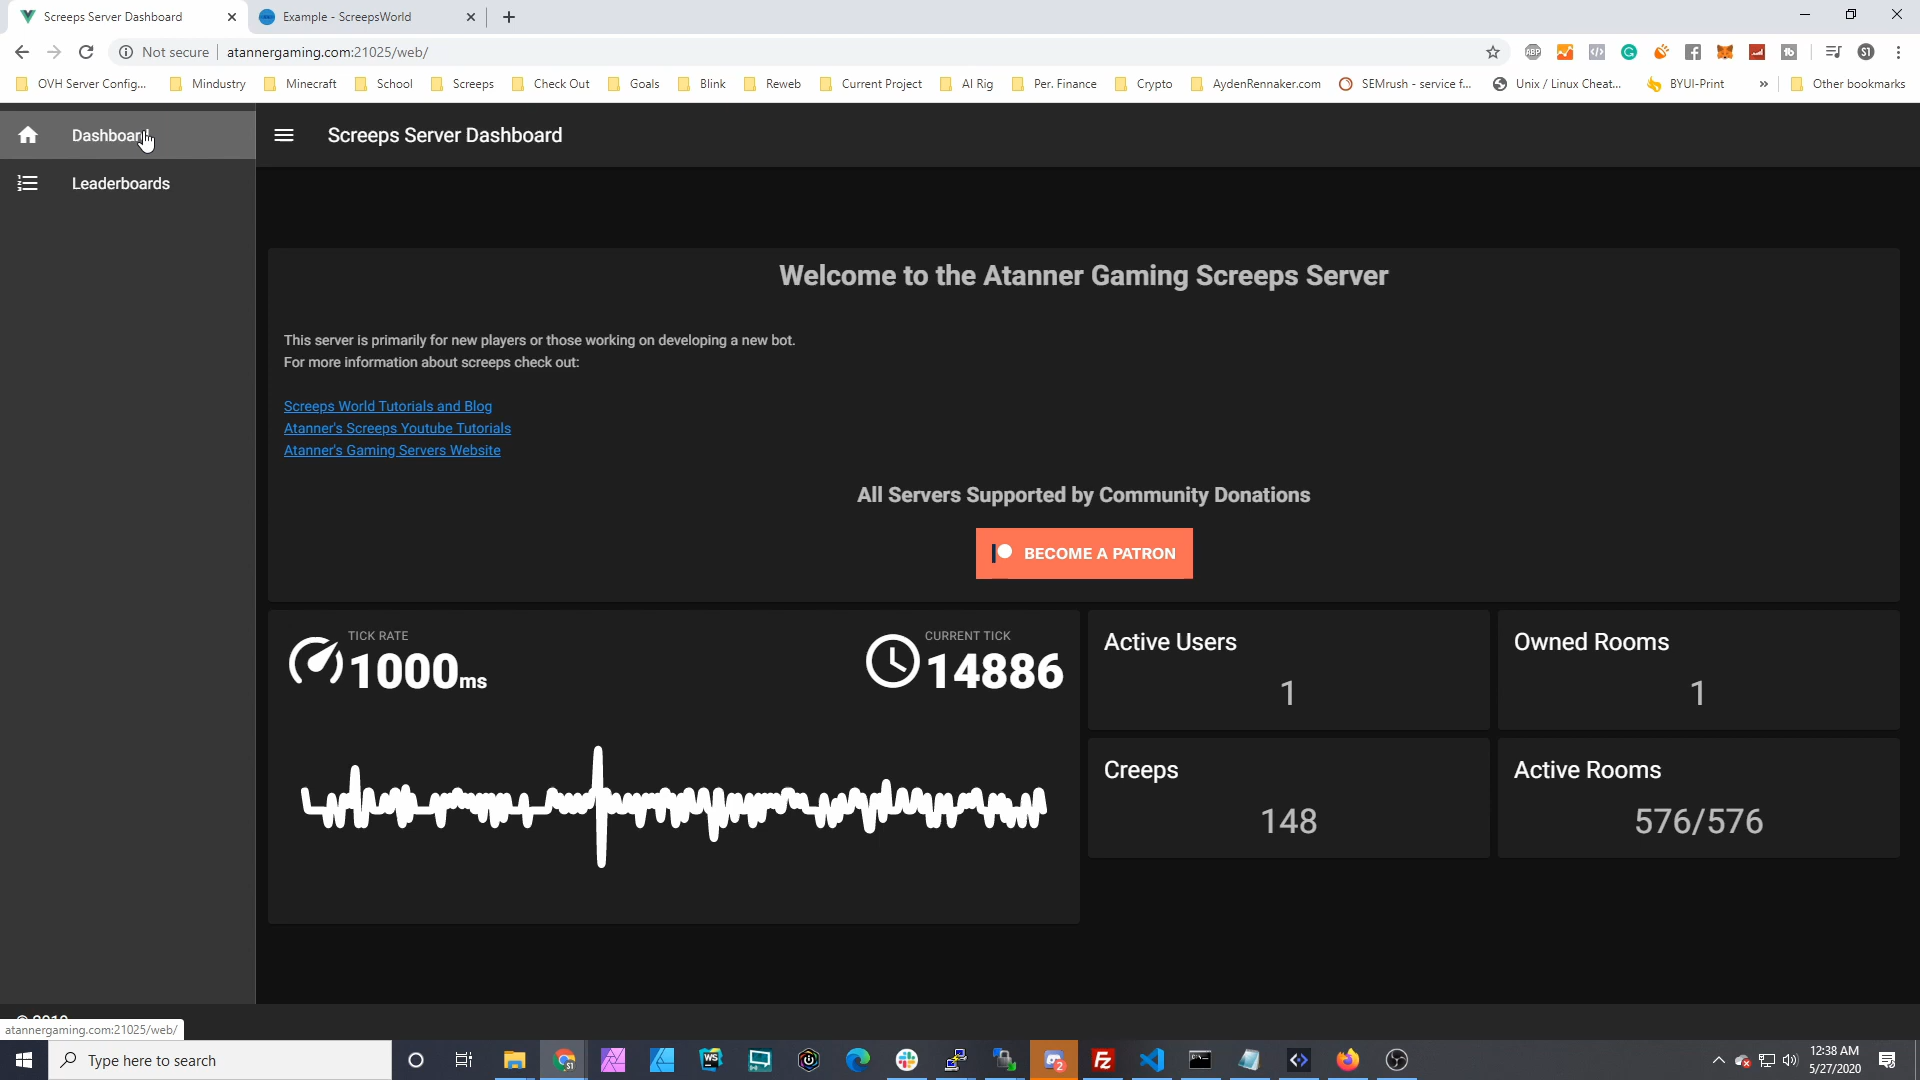 Screeps Server Dashboard
Example - ScreepsWorld
Not secure
atannergaming.com:21025/web/
OVH Server Config...
Mindustry
Minecraft
School
Screeps
Check Out
Goals
Blink
Reweb
Current Project
AI Rig
Per. Finance
Crypto
AydenRennaker.com
SEMrush - service f...
Unix / Linux Cheat...
BYUI-Print
»
Other bookmarks
Dashboard
Leaderboards
Screeps Server Dashboard
Welcome to the Atanner Gaming Screeps Server
This server is primarily for new players or those working on developing a new bot.
For more information about screeps check out:
Screeps World Tutorials and Blog
Atanner's Screeps Youtube Tutorials
Atanner's Gaming Servers Website
All Servers Supported by Community Donations
BECOME A PATRON
TICK RATE
1000ms
CURRENT TICK
14886
Active Users
1
Owned Rooms
1
Creeps
148
Active Rooms
576/576
© 2019
atannergaming.com:21025/web/
Type here to search
12:38 AM
5/27/2020